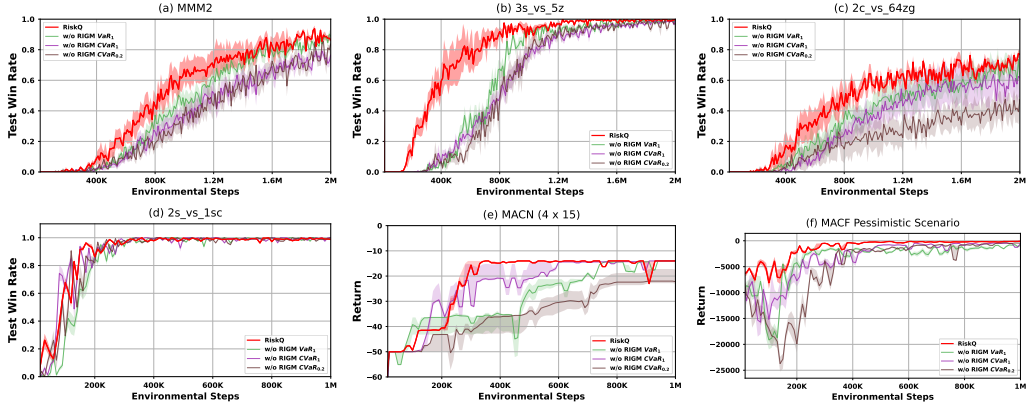 (a) MMM2
Test Win Rate
1.0
0.8
0.6
0.4
0.2
0.0
RiskQ
w/o RIGM VaR₁
w/o RIGM CVaR₁
w/o RIGM CVaR₀.₂
400K 800K 1.2M 1.6M 2M
Environmental Steps
(b) 3s_vs_5z
Test Win Rate
1.0
0.8
0.6
0.4
0.2
0.0
RiskQ
w/o RIGM VaR₁
w/o RIGM CVaR₁
w/o RIGM CVaR₀.₂
400K 800K 1.2M 1.6M 2M
Environmental Steps
(c) 2c_vs_64zg
Test Win Rate
1.0
0.8
0.6
0.4
0.2
0.0
RiskQ
w/o RIGM VaR₁
w/o RIGM CVaR₁
w/o RIGM CVaR₀.₂
400K 800K 1.2M 1.6M 2M
Environmental Steps
(d) 2s_vs_1sc
Test Win Rate
1.0
0.8
0.6
0.4
0.2
0.0
RiskQ
w/o RIGM VaR₁
w/o RIGM CVaR₁
w/o RIGM CVaR₀.₂
200K 400K 600K 800K 1M
Environmental Steps
(e) MACN (4 x 15)
Return
0
−10
−20
−30
−40
−50
−60
RiskQ
w/o RIGM VaR₁
w/o RIGM CVaR₁
w/o RIGM CVaR₀.₂
200K 400K 600K 800K 1M
Environmental Steps
(f) MACF Pessimistic Scenario
Return
0
−5000
−10000
−15000
−20000
−25000
RiskQ
w/o RIGM VaR₁
w/o RIGM CVaR₁
w/o RIGM CVaR₀.₂
200K 400K 600K 800K 1M
Environmental Steps